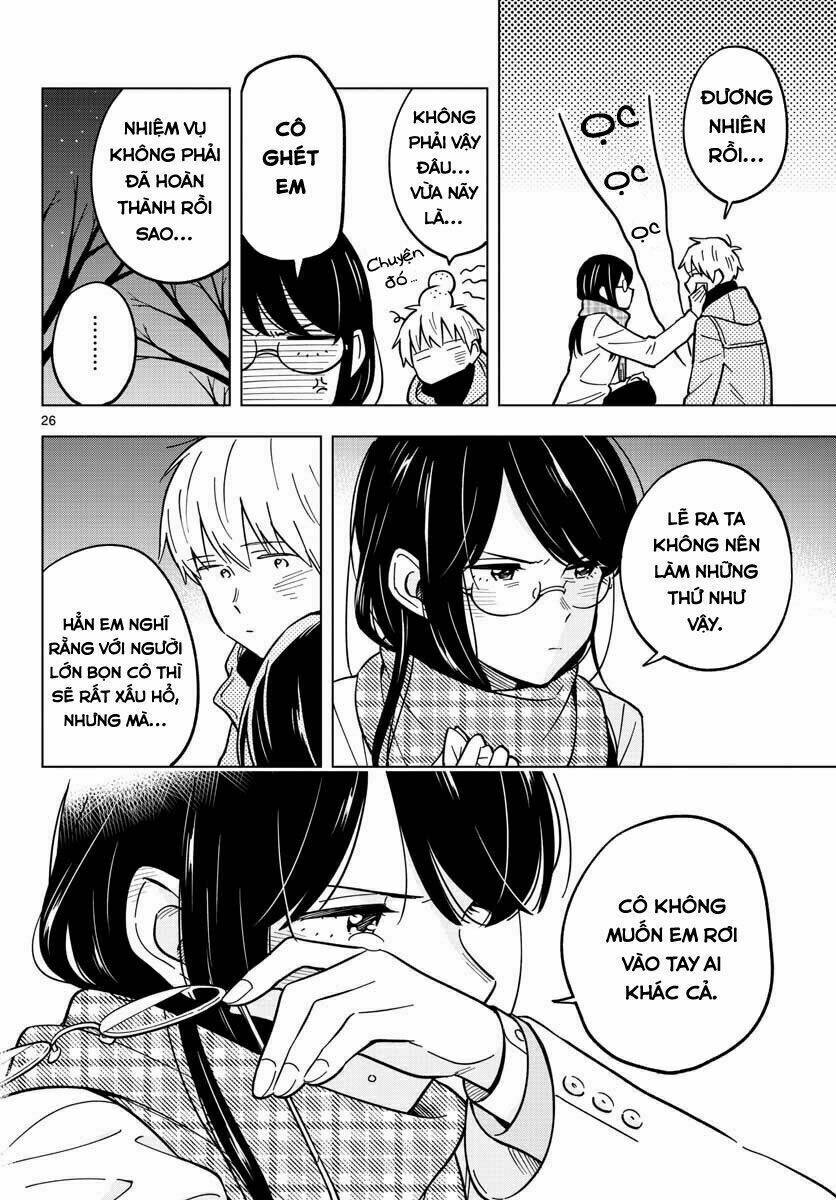 ĐƯƠNG
NHIÊN
RỒI...
ỌC
ỌC
ỌC
KHÔNG
PHẢI VẬY
ĐÂU...
VỪA NÃY
LÀ...
Chuyện
đó...
CÔ
GHÉT
EM
NHIỆM VỤ
KHÔNG PHẢI
ĐÃ HOÀN
THÀNH RỒI
SAO...
.......
26
LẼ RA TA
KHÔNG NÊN
LÀM NHỮNG
THỨ NHƯ
VẬY.
HẲN EM NGHĨ
RẰNG VỚI NGƯỜI
LỚN BỌN CÔ THÌ
SẼ RẤT XẤU HỔ,
NHƯNG MÀ...
CÔ KHÔNG
MUỐN EM RƠI
VÀO TAY AI
KHÁC CẢ.